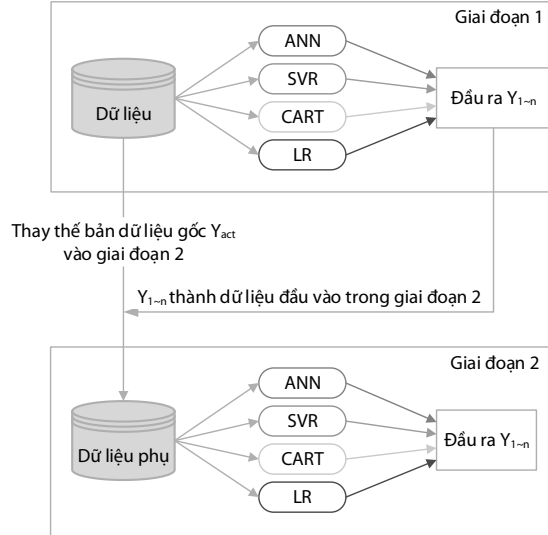 Giai đoạn 1
ANN
SVR
CART
LR
Dữ liệu
Đầu ra Y1~n
Thay thế bản dữ liệu gốc Yact
vào giai đoạn 2
Y1~n thành dữ liệu đầu vào trong giai đoạn 2
Giai đoạn 2
ANN
SVR
CART
LR
Dữ liệu phụ
Đầu ra Y1~n